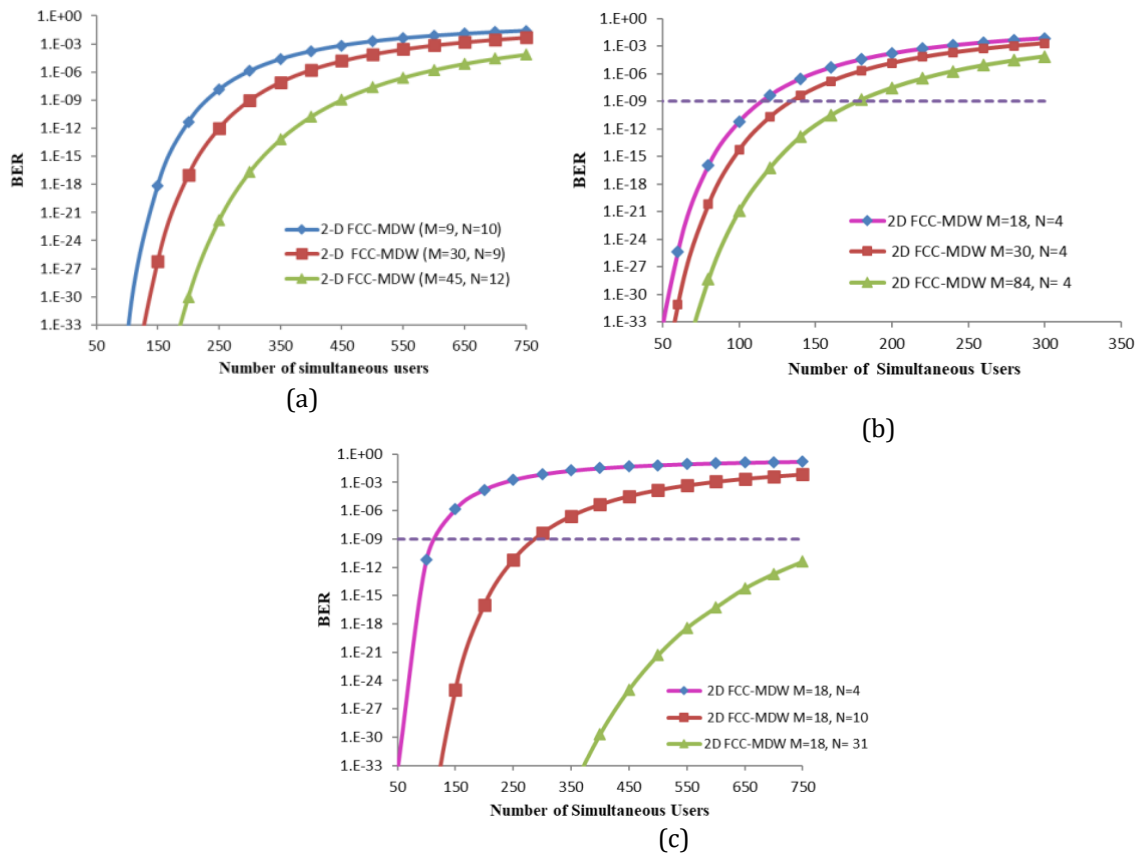 (a)
1.E+00
1.E-03
1.E-06
1.E-09
1.E-12
1.E-15
1.E-18
1.E-21
1.E-24
1.E-27
1.E-30
1.E-33
BER
2-D FCC-MDW (M=9, N=10)
2-D FCC-MDW (M=30, N=9)
2-D FCC-MDW (M=45, N=12)
50 150 250 350 450 550 650 750
Number of simultaneous users
(a)
1.E+00
1.E-03
1.E-06
1.E-09
1.E-12
1.E-15
1.E-18
1.E-21
1.E-24
1.E-27
1.E-30
1.E-33
BER
2D FCC-MDW M=18, N=4
2D FCC-MDW M=30, N=4
2D FCC-MDW M=84, N= 4
50 100 150 200 250 300 350
Number of Simultaneous Users
(b)
1.E+00
1.E-03
1.E-06
1.E-09
1.E-12
1.E-15
1.E-18
1.E-21
1.E-24
1.E-27
1.E-30
1.E-33
BER
2D FCC-MDW M=18, N=4
2D FCC-MDW M=18, N=10
2D FCC-MDW M=18, N= 31
50 150 250 350 450 550 650 750
Number of Simultaneous Users
(c)